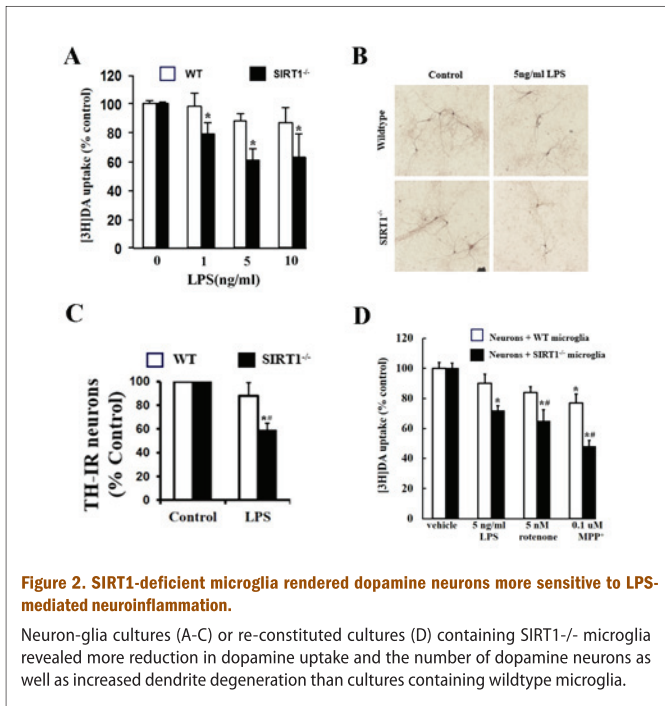 A
WT
SIRT1-/-
[3H]DA uptake (% control)
120
100
80
60
40
20
0
*
*
*
0 1 5 10
LPS(ng/ml)
B
Control 5ng/ml LPS
Wildtype
SIRT1-/-
C
WT SIRT1-/-
TH-IR neurons
(% Control)
100
80
60
40
20
0
*#
Control LPS
D
Neurons + WT microglia
Neurons + SIRT1-/- microglia
[3H]DA uptake (% control)
120
100
80
60
40
20
0
*
*#
*
*#
vehicle 5 ng/ml 5 nM 0.1 uM
LPS rotenone MPP+
Figure 2. SIRT1-deficient microglia rendered dopamine neurons more sensitive to LPS-
mediated neuroinflammation.
Neuron-glia cultures (A-C) or re-constituted cultures (D) containing SIRT1-/- microglia
revealed more reduction in dopamine uptake and the number of dopamine neurons as
well as increased dendrite degeneration than cultures containing wildtype microglia.